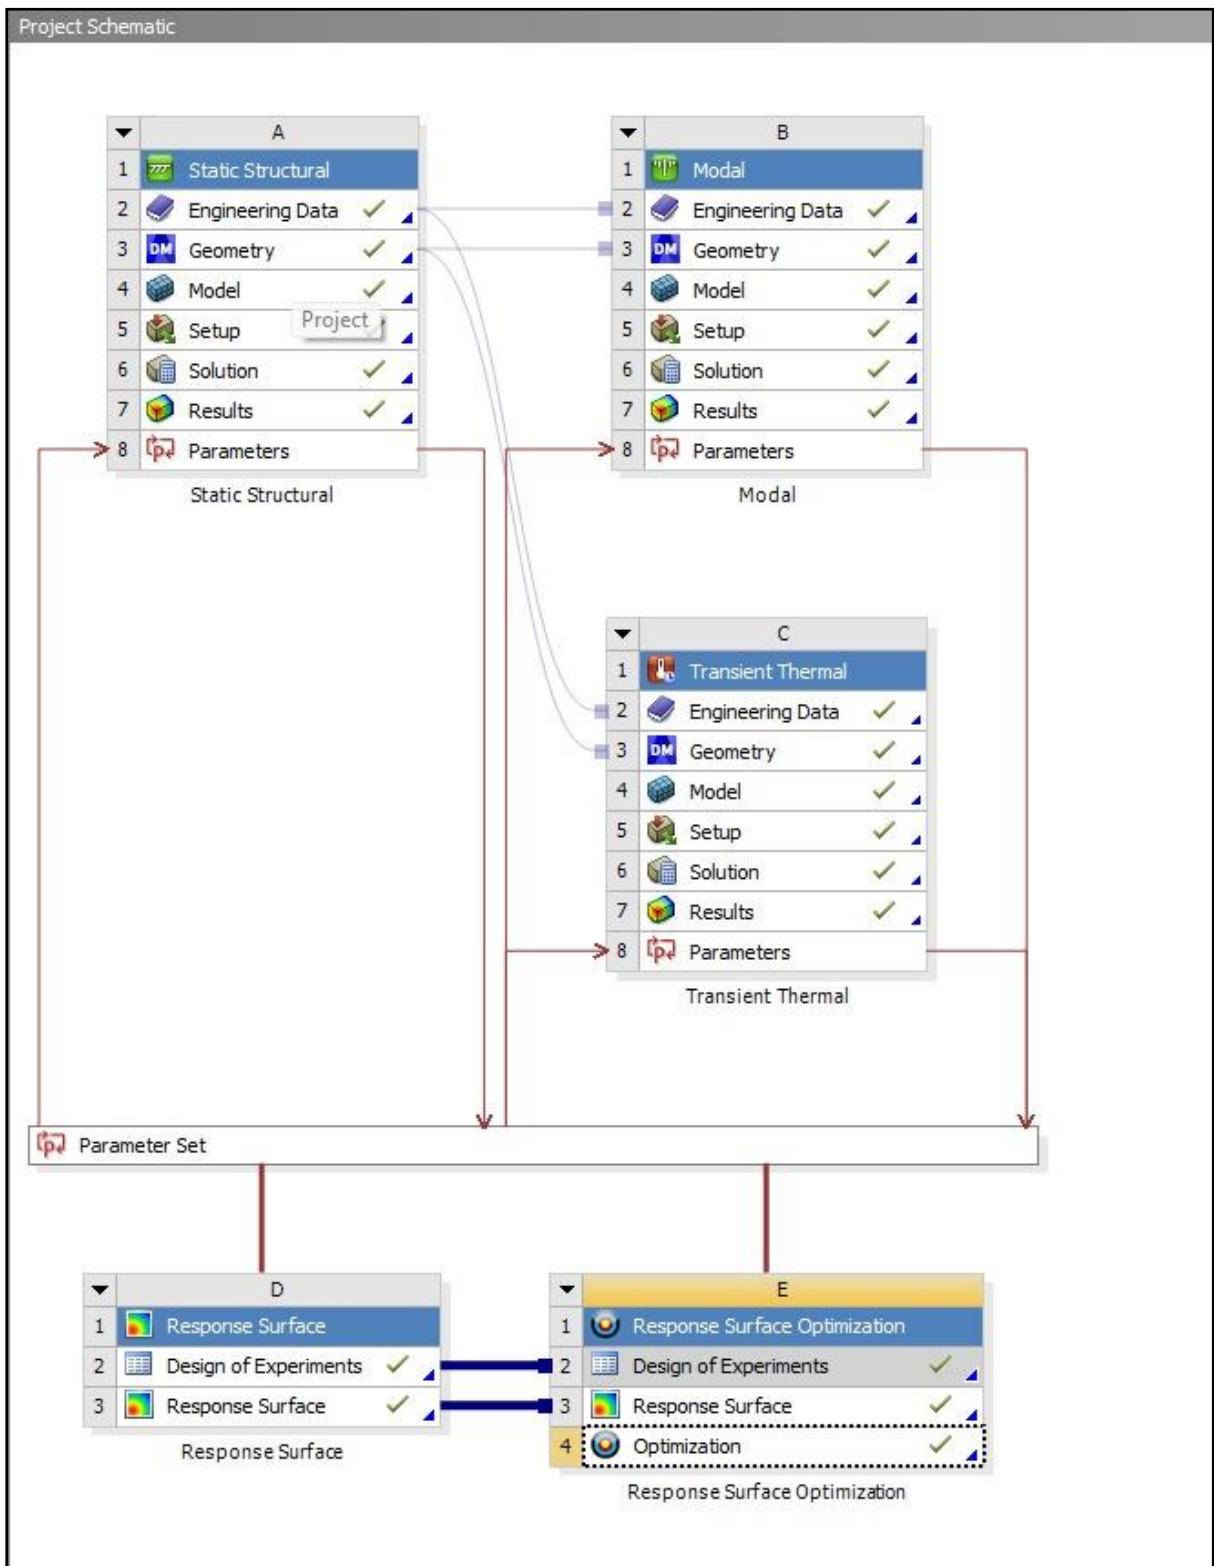 Project Schematic
A
1 Static Structural
2 Engineering Data
3 DM Geometry
4 Model
5 Setup
Project
6 Solution
7 Results
8 Parameters
Static Structural
B
1 Modal
2 Engineering Data
3 DM Geometry
4 Model
5 Setup
6 Solution
7 Results
8 Parameters
Modal
C
1 Transient Thermal
2 Engineering Data
3 DM Geometry
4 Model
5 Setup
6 Solution
7 Results
8 Parameters
Transient Thermal
Parameter Set
D
1 Response Surface
2 Design of Experiments
3 Response Surface
Response Surface
E
1 Response Surface Optimization
2 Design of Experiments
3 Response Surface
4 Optimization
Response Surface Optimization